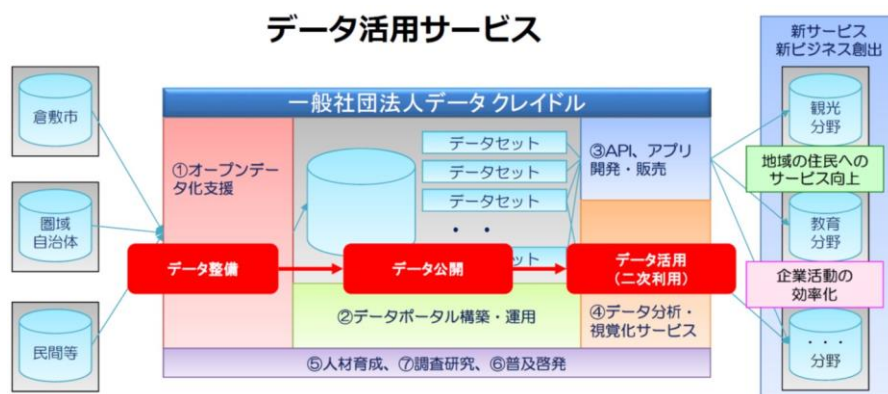 データ活用サービス
倉敷市
圏域
自治体
民間等
一般社団法人データクレイドル
①オープンデー
タ化支援
データセット
データセット
データセット
・ ・
データセット
③API、アプリ
開発・販売
データ整備
データ公開
データ活用
（二次利用）
②データポータル構築・運用
④データ分析・
視覚化サービス
⑤人材育成、⑦調査研究、⑥普及啓発
新サービス
新ビジネス創出
観光
分野
地域の住民への
サービス向上
教育
分野
企業活動の
効率化
・・・
分野